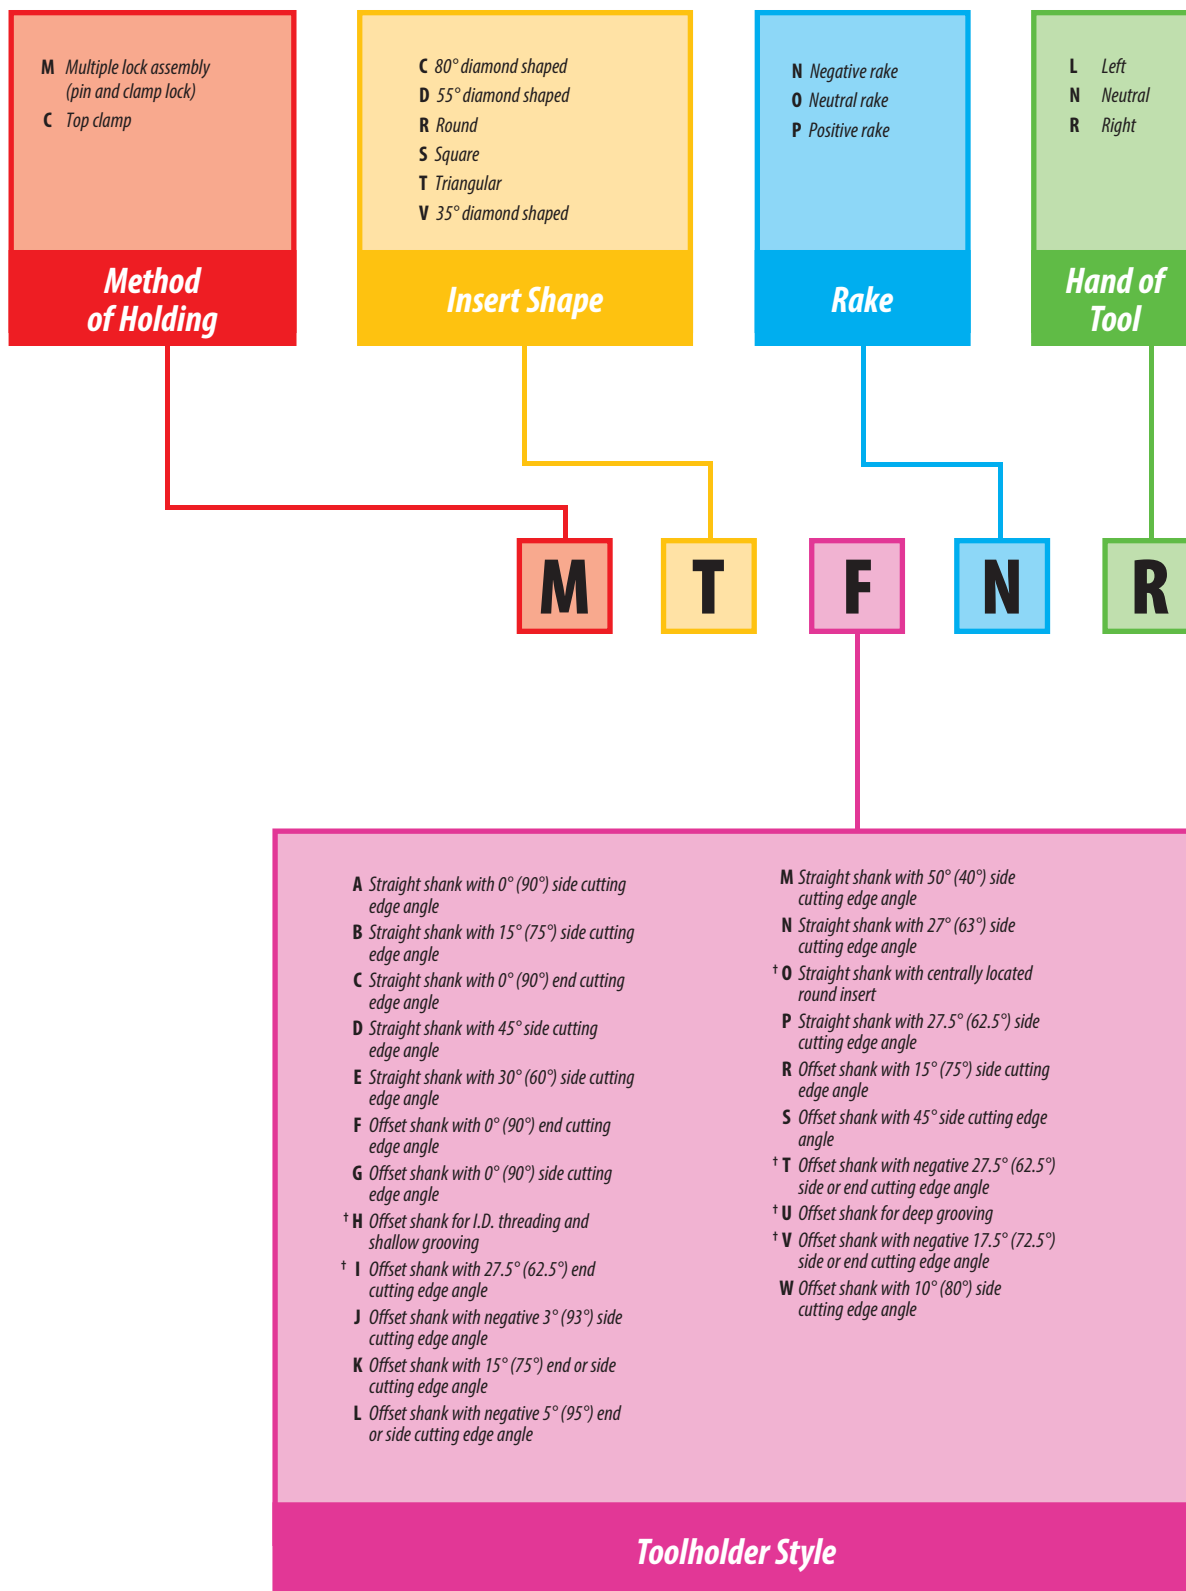 M Multiple lock assembly
(pin and clamp lock)
C Top clamp
Method
of Holding
C 80° diamond shaped
D 55° diamond shaped
R Round
S Square
T Triangular
V 35° diamond shaped
Insert Shape
N Negative rake
O Neutral rake
P Positive rake
Rake
L Left
N Neutral
R Right
Hand of
Tool
M T F N R
A Straight shank with 0° (90°) side cutting
edge angle
B Straight shank with 15° (75°) side cutting
edge angle
C Straight shank with 0° (90°) end cutting
edge angle
D Straight shank with 45° side cutting
edge angle
E Straight shank with 30° (60°) side cutting
edge angle
F Offset shank with 0° (90°) end cutting
edge angle
G Offset shank with 0° (90°) side cutting
edge angle
† H Offset shank for I.D. threading and
shallow grooving
† I Offset shank with 27.5° (62.5°) end
cutting edge angle
J Offset shank with negative 3° (93°) side
cutting edge angle
K Offset shank with 15° (75°) end or side
cutting edge angle
L Offset shank with negative 5° (95°) end
or side cutting edge angle
M Straight shank with 50° (40°) side
cutting edge angle
N Straight shank with 27° (63°) side
cutting edge angle
† O Straight shank with centrally located
round insert
P Straight shank with 27.5° (62.5°) side
cutting edge angle
R Offset shank with 15° (75°) side cutting
edge angle
S Offset shank with 45° side cutting edge
angle
† T Offset shank with negative 27.5° (62.5°)
side or end cutting edge angle
† U Offset shank for deep grooving
† V Offset shank with negative 17.5° (72.5°)
side or end cutting edge angle
W Offset shank with 10° (80°) side
cutting edge angle
Toolholder Style